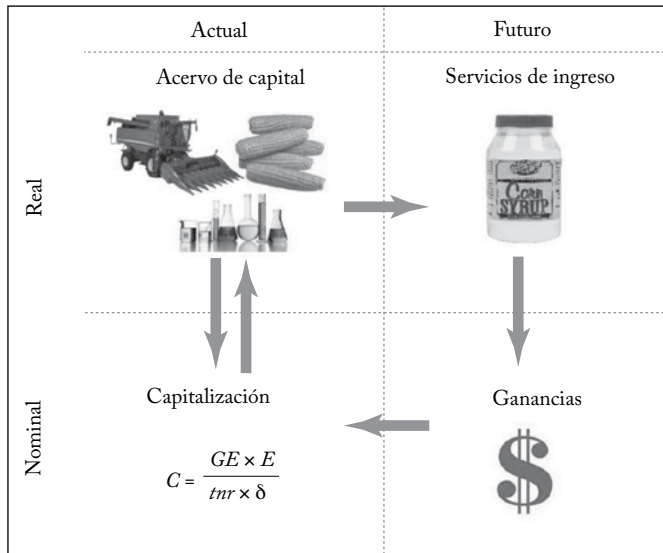 Actual
Futuro
Real
Acervo de capital
Servicios de ingreso
CORN
SYRUP
Nominal
Capitalización
Ganancias
C = GE × E / tnr × δ
$